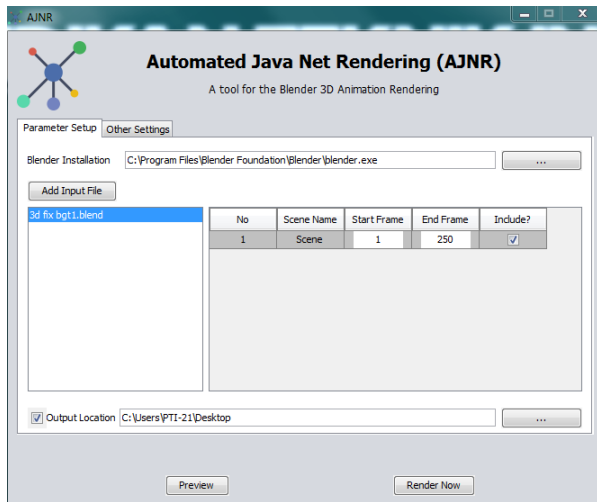 AJNR
Automated Java Net Rendering (AJNR)
A tool for the Blender 3D Animation Rendering
Parameter Setup Other Settings
Blender Installation C:\Program Files\Blender Foundation\Blender\blender.exe ...
Add Input File
3d fix bgt1.blend
No Scene Name Start Frame End Frame Include?
1 Scene 1 250
Output Location C:\Users\PTI-21\Desktop ...
Preview Render Now